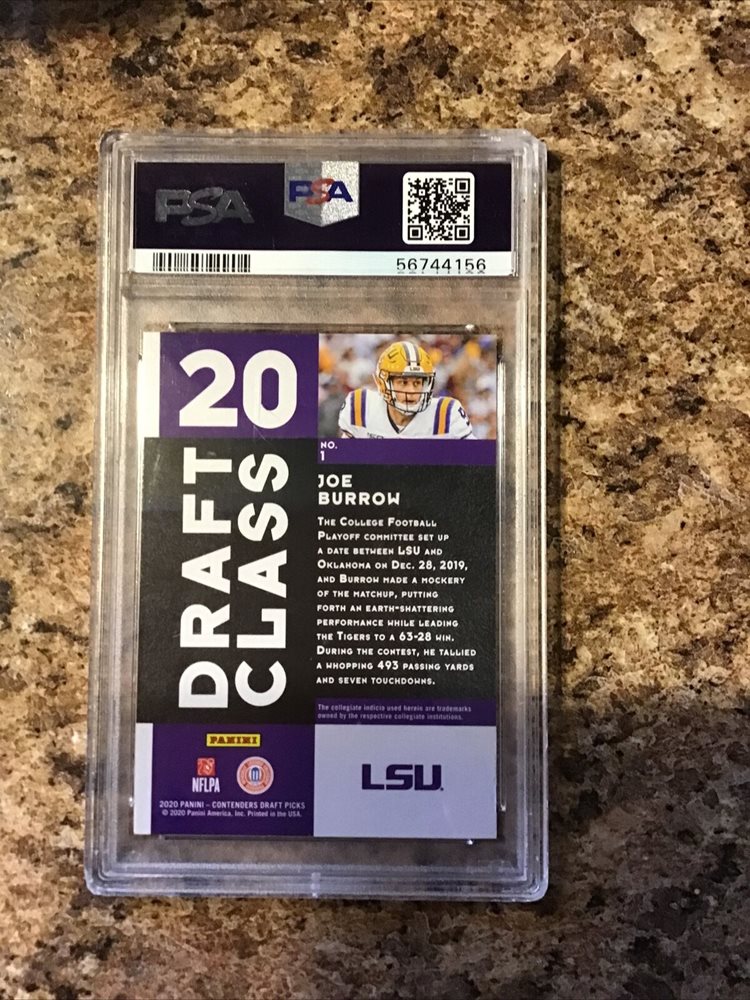 PSA
PSA
56744156
20
DRAFT
CLASS
LSU
NO.
1
JOE
BURROW
THE COLLEGE FOOTBALL
PLAYOFF COMMITTEE SET UP
A DATE BETWEEN LSU AND
OKLAHOMA ON DEC. 28, 2019,
AND BURROW MADE A MOCKERY
OF THE MATCHUP, PUTTING
FORTH AN EARTH-SHATTERING
PERFORMANCE WHILE LEADING
THE TIGERS TO A 63-28 WIN.
DURING THE CONTEST, HE TALLIED
A WHOPPING 493 PASSING YARDS
AND SEVEN TOUCHDOWNS.
The collegiate indicia used herein are trademarks
owned by the respective collegiate institutions.
PANINI
NFLPA
LSU
2020 PANINI – CONTENDERS DRAFT PICKS
© 2020 Panini America, Inc. Printed in the USA.